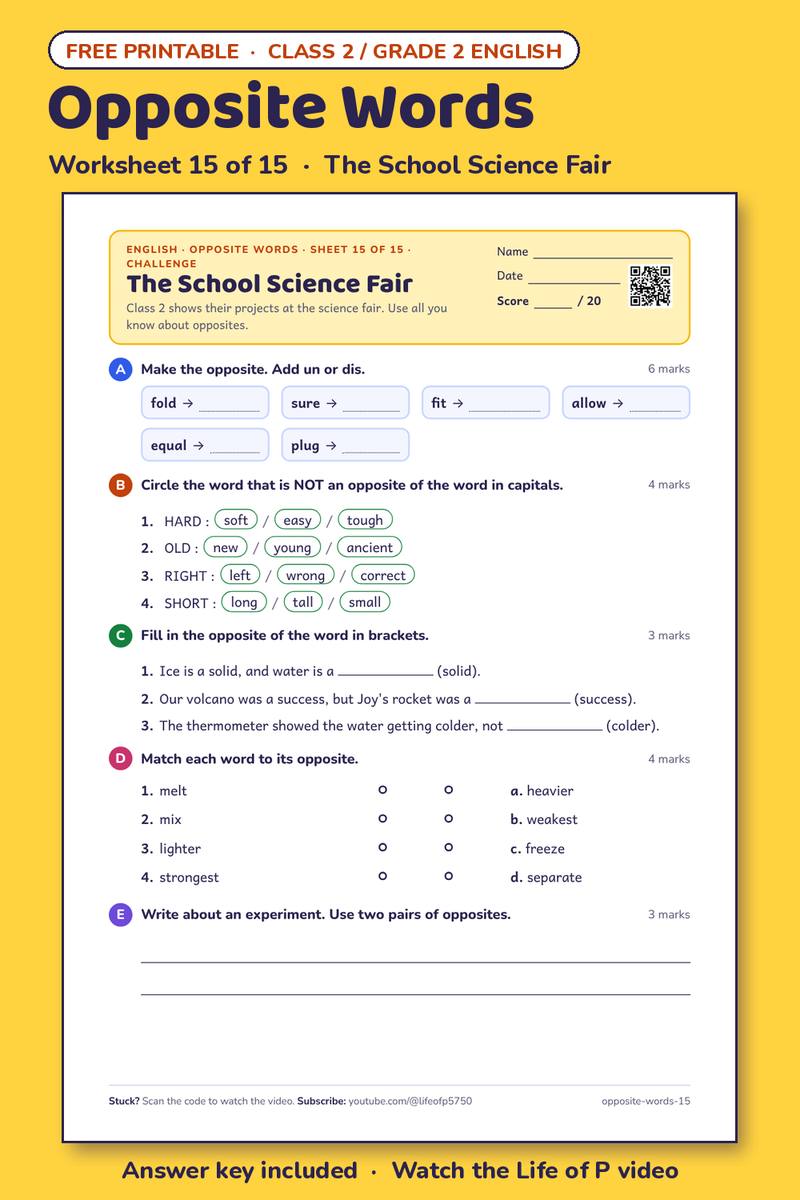 FREE PRINTABLE · CLASS 2 / GRADE 2 ENGLISH
Opposite Words
Worksheet 15 of 15 · The School Science Fair
ENGLISH · OPPOSITE WORDS · SHEET 15 OF 15 ·
CHALLENGE
The School Science Fair
Class 2 shows their projects at the science fair. Use all you
know about opposites.
Name
Date
Score / 20
A Make the opposite. Add un or dis. 6 marks
fold → sure → fit → allow →
equal → plug →
B Circle the word that is NOT an opposite of the word in capitals. 4 marks
1. HARD : soft / easy / tough
2. OLD : new / young / ancient
3. RIGHT : left / wrong / correct
4. SHORT : long / tall / small
C Fill in the opposite of the word in brackets. 3 marks
1. Ice is a solid, and water is a ____________ (solid).
2. Our volcano was a success, but Joy's rocket was a ____________ (success).
3. The thermometer showed the water getting colder, not ____________ (colder).
D Match each word to its opposite. 4 marks
1. melt a. heavier
2. mix b. weakest
3. lighter c. freeze
4. strongest d. separate
E Write about an experiment. Use two pairs of opposites. 3 marks
Stuck? Scan the code to watch the video. Subscribe: youtube.com/@lifeofp5750 opposite-words-15
Answer key included · Watch the Life of P video